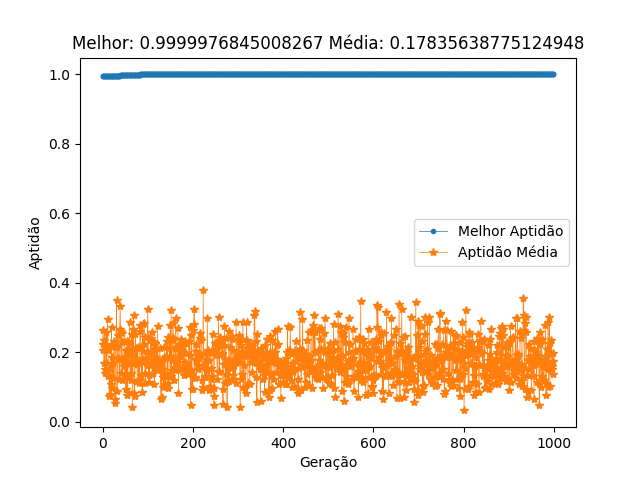 Melhor: 0.9999976845008267 Média: 0.17835638775124948
1.0
0.8
0.6
0.4
0.2
0.0
Aptidão
Melhor Aptidão
Aptidão Média
0 200 400 600 800 1000
Geração